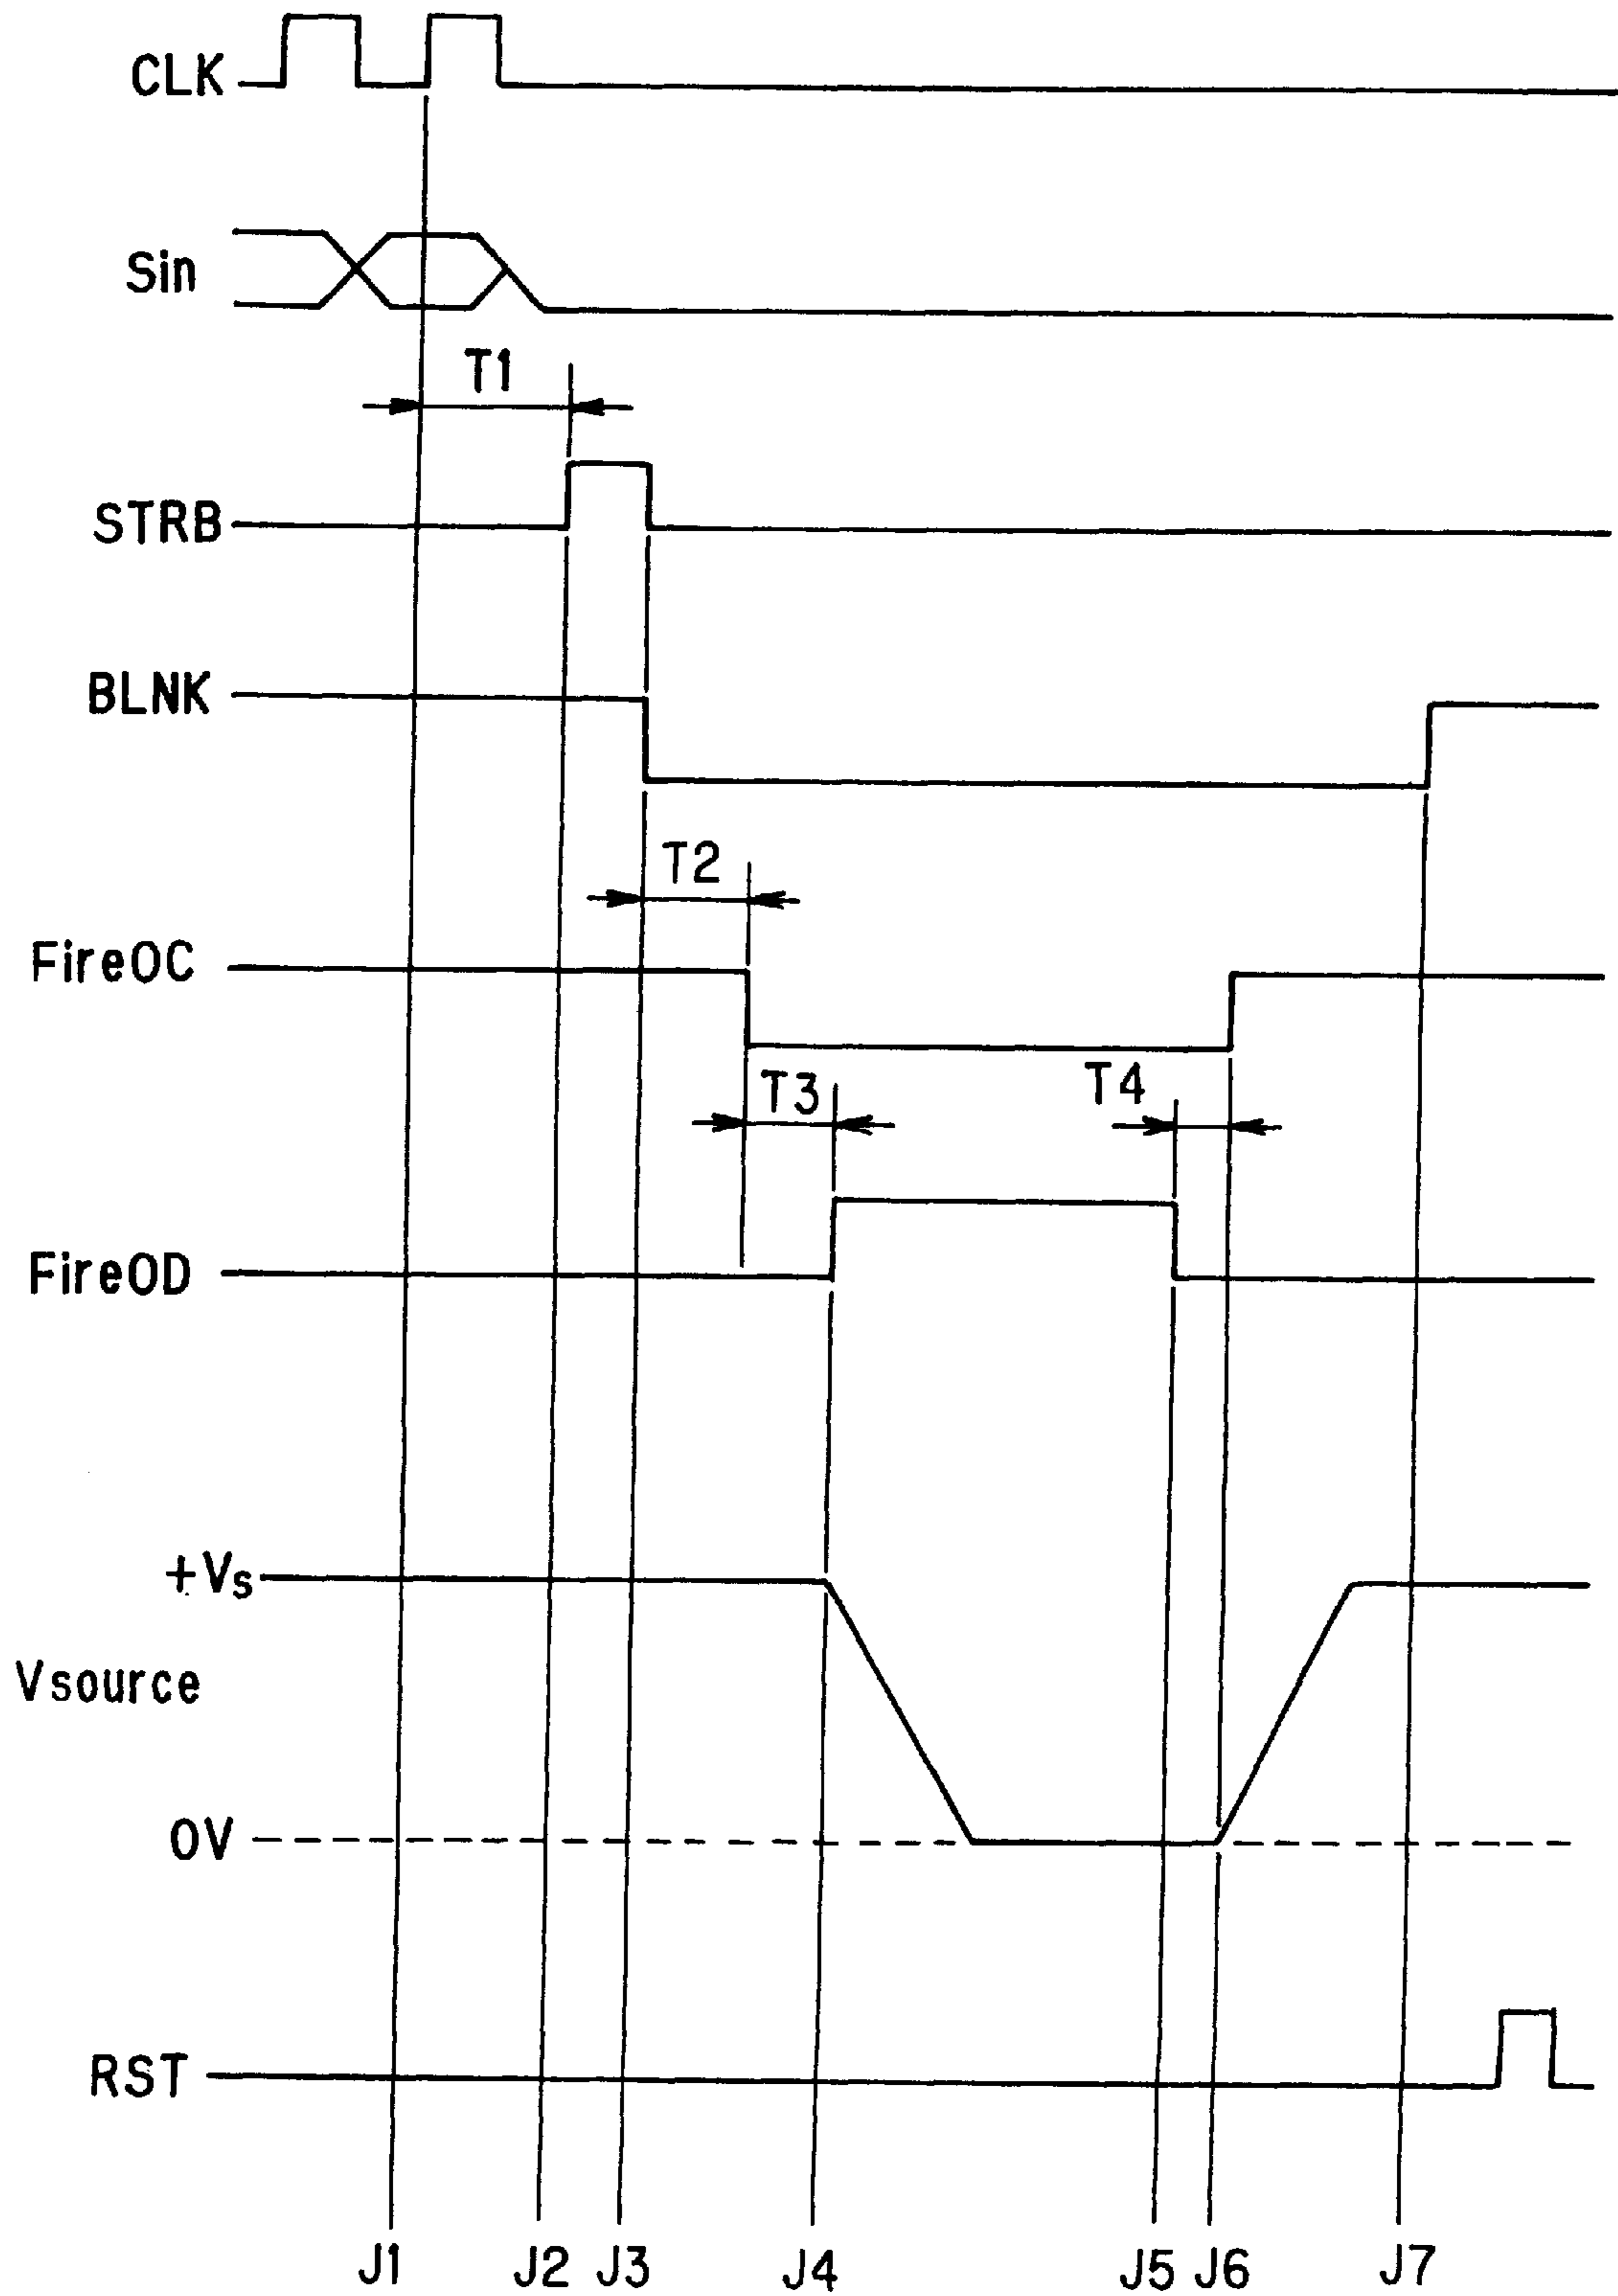 CLK
Sin
T1
STRB
BLNK
T2
FireOC
T3
T4
FireOD
+Vs
Vsource
OV
RST
J1 J2 J3 J4 J5 J6 J7